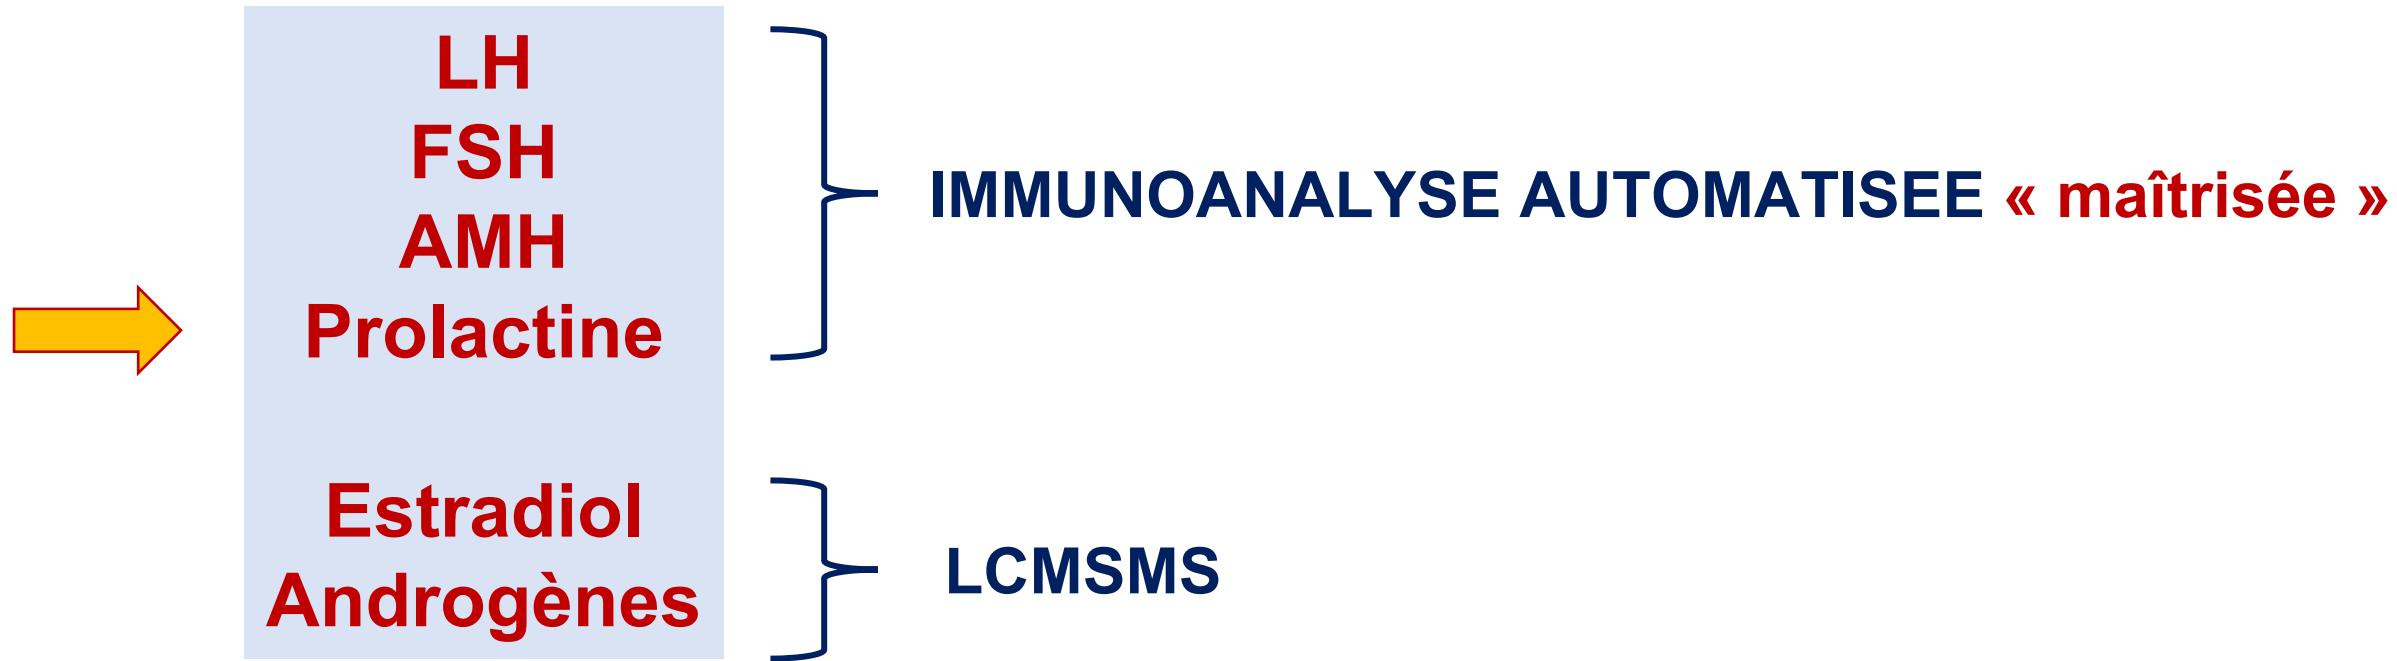 LH
FSH
AMH
Prolactine
IMMUNOANALYSE AUTOMATISEE « maîtrisée »
Estradiol
Androgènes
LCMSMS